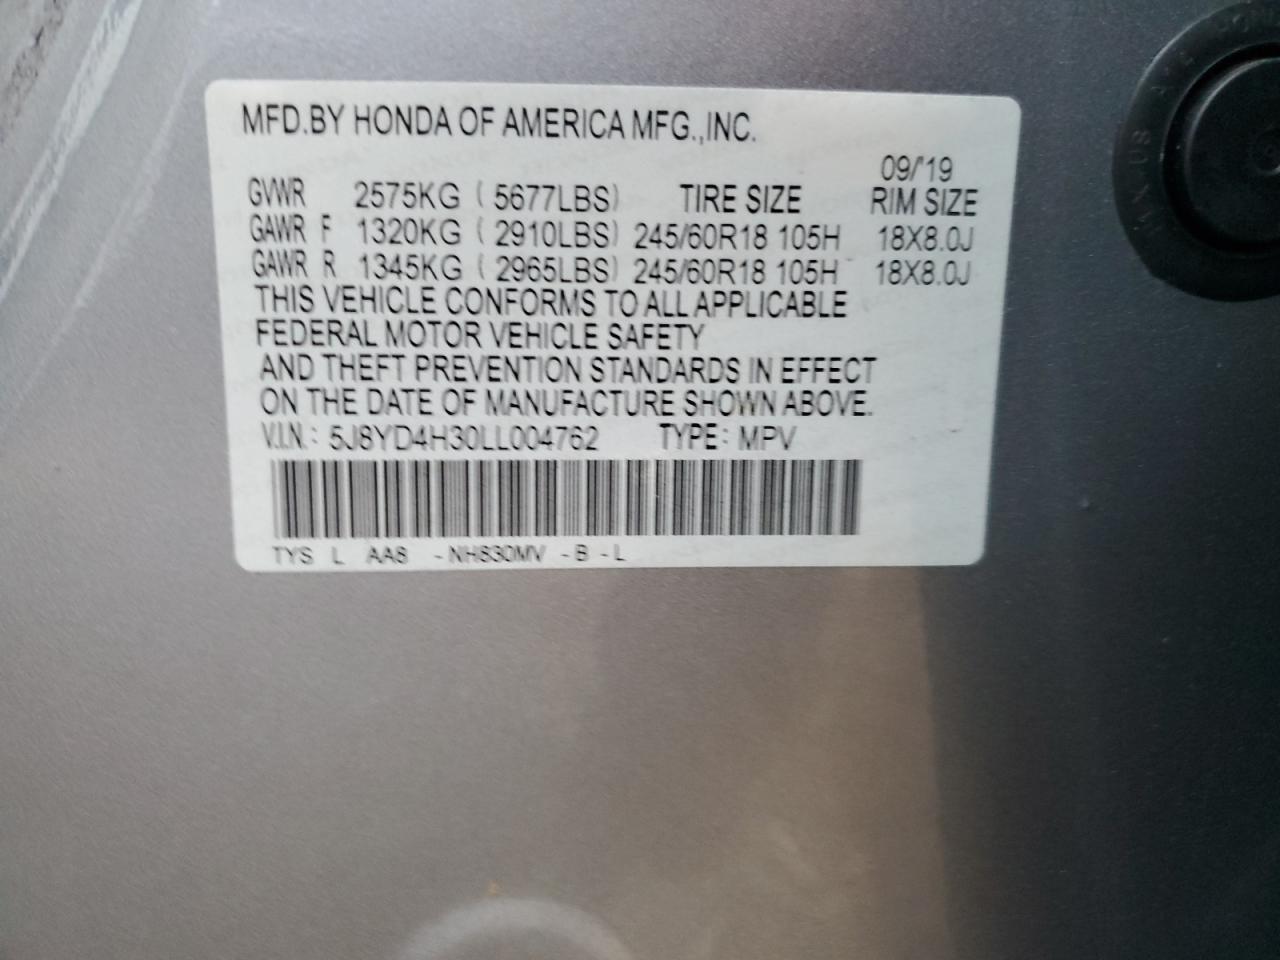 MFD.BY HONDA OF AMERICA MFG.,INC.
09/'19
GVWR 2575KG ( 5677LBS) TIRE SIZE RIM SIZE
GAWR F 1320KG ( 2910LBS) 245/60R18 105H 18X8.0J
GAWR R 1345KG ( 2965LBS) 245/60R18 105H 18X8.0J
THIS VEHICLE CONFORMS TO ALL APPLICABLE
FEDERAL MOTOR VEHICLE SAFETY
AND THEFT PREVENTION STANDARDS IN EFFECT
ON THE DATE OF MANUFACTURE SHOWN ABOVE.
V.I.N.: 5J8YD4H30LL004762 TYPE: MPV
TYS L AA8 -NH830MV -B -L